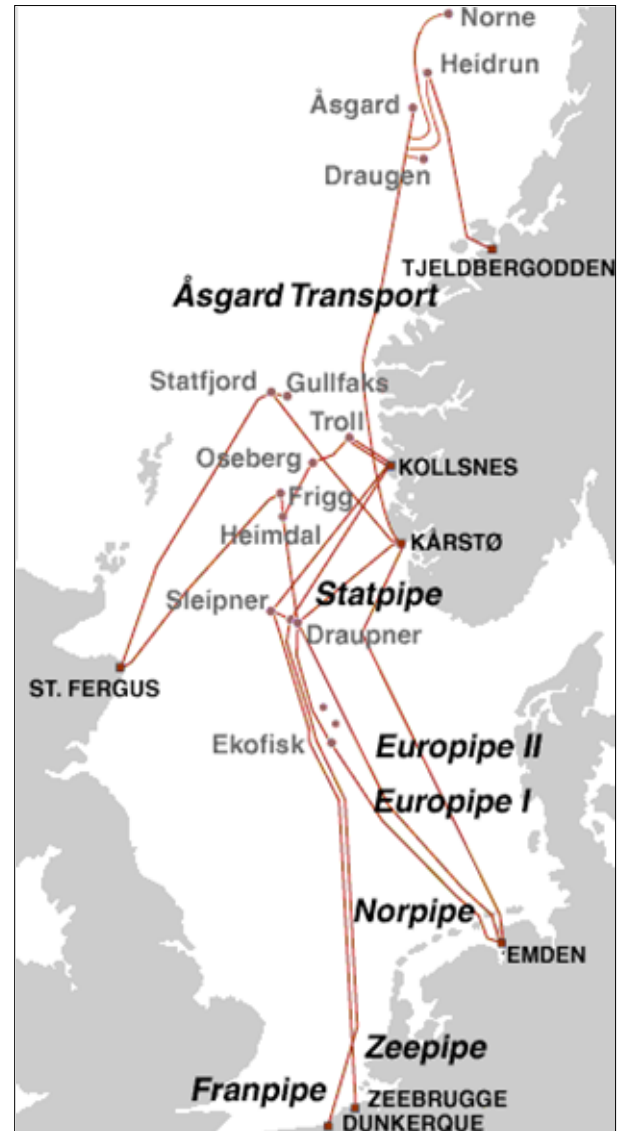 Norne
Heidrun
Åsgard
Draugen
TJELDBERGODDEN
Åsgard Transport
Statfjord
Gullfaks
Troll
Oseberg
KOLLSNES
Frigg
Heimdal
KÅRSTØ
Sleipner
Statpipe
Draupner
ST. FERGUS
Ekofisk
Europipe II
Europipe I
Norpipe
EMDEN
Zeepipe
Franpipe
ZEEBRUGGE
DUNKERQUE